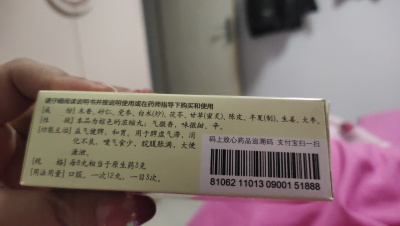 请仔细阅读说明书并按说明使用或在药师指导下购买和使用
[成 份] 木香、砂仁、党参、白术(炒)、茯苓、甘草(蜜炙)、陈皮、半夏(制)、生姜、大枣。
[性 状] 本品为棕色的浓缩丸；气微香，味微甜、辛。
[功能主治] 益气健脾，和胃。用于脾虚气滞，消
化不良，嗳气食少，脘腹胀满，大便
溏泄。
[规 格] 每8丸相当于原生药3克
[用法用量] 口服。一次12丸，一日3次。
码上放心药品追溯码 支付宝扫一扫
81062 11013 09001 51888